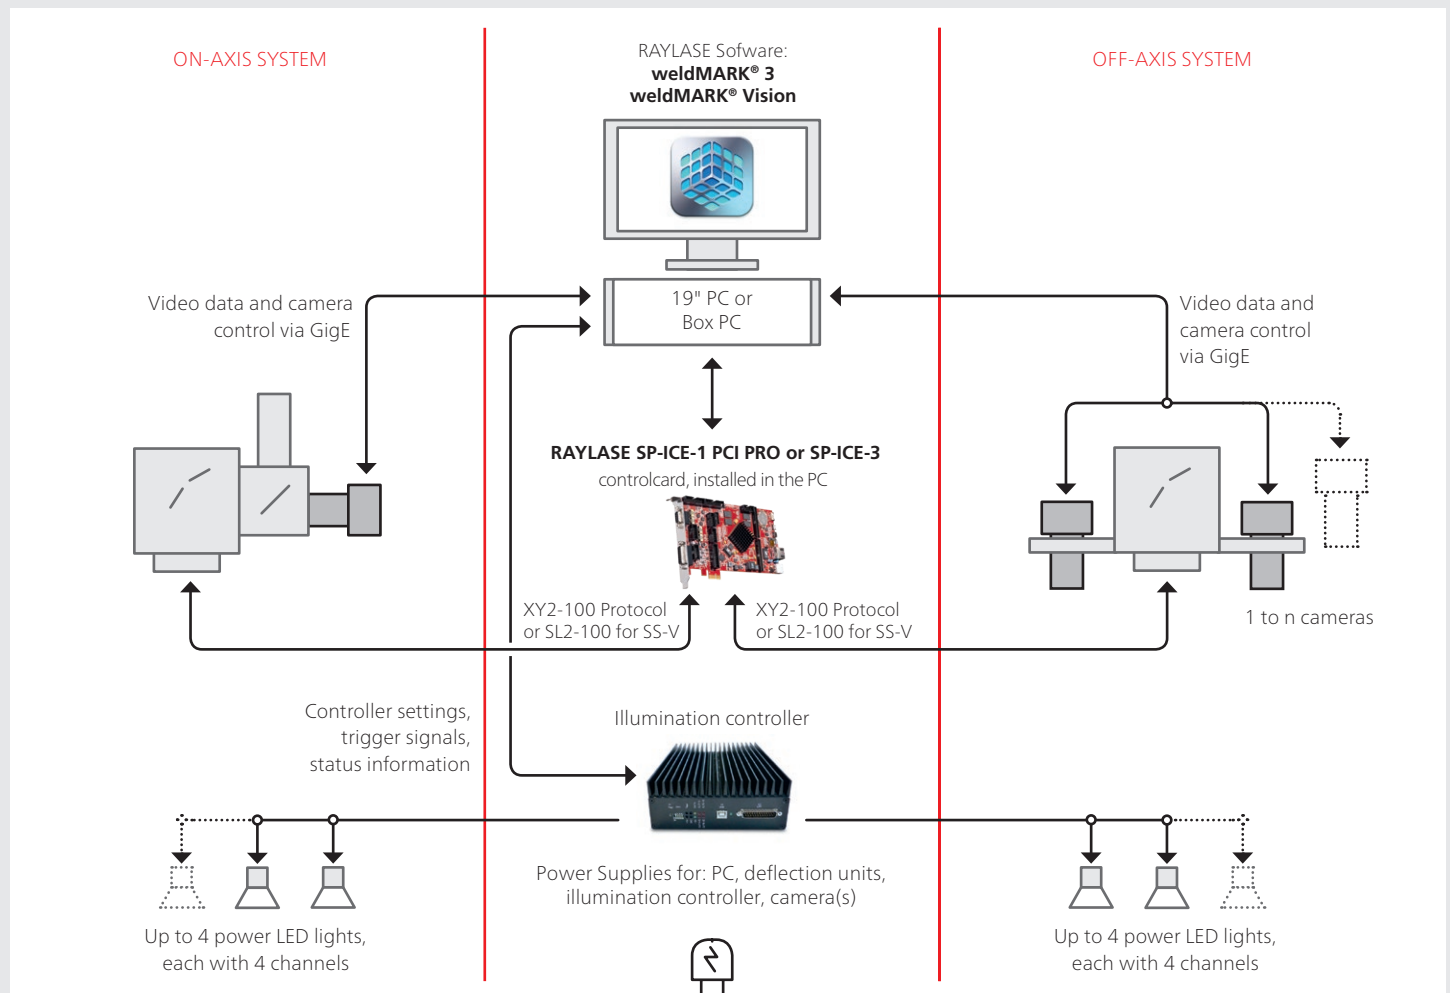 ON-AXIS SYSTEM
RAYLASE Sofware:
weldMARK® 3
weldMARK® Vision
OFF-AXIS SYSTEM
19" PC or
Box PC
Video data and camera
control via GigE
Video data and
camera control
via GigE
RAYLASE SP-ICE-1 PCI PRO or SP-ICE-3
controlcard, installed in the PC
XY2-100 Protocol
or SL2-100 for SS-V
XY2-100 Protocol
or SL2-100 for SS-V
1 to n cameras
Controller settings,
trigger signals,
status information
Illumination controller
Power Supplies for: PC, deflection units,
illumination controller, camera(s)
Up to 4 power LED lights,
each with 4 channels
Up to 4 power LED lights,
each with 4 channels